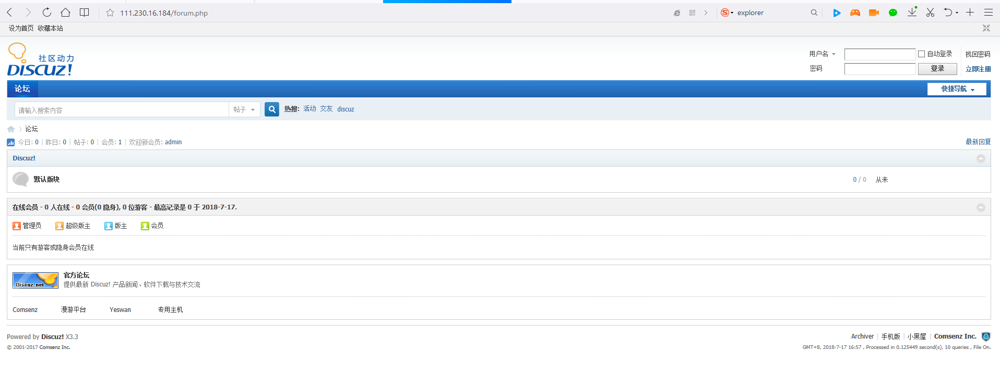 111.230.16.184/forum.php explorer
设为首页 收藏本站
社区动力
DISCUZ!
用户名 自动登录 找回密码
密码 登录 立即注册
论坛 快捷导航
请输入搜索内容 帖子 热搜: 活动 交友 discuz
论坛
今日: 0 | 昨日: 0 | 帖子: 0 | 会员: 1 | 欢迎新会员: admin 最新回复
Discuz!
默认版块 0 / 0 从未
在线会员 - 0 人在线 - 0 会员(0 隐身), 0 位游客 - 最高记录是 0 于 2018-7-17.
管理员 超级版主 版主 会员
当前只有游客或隐身会员在线
Discuz.net 官方论坛
提供最新 Discuz! 产品新闻、软件下载与技术交流
Comsenz 漫游平台 Yeswan 专用主机
Powered by Discuz! X3.3 Archiver | 手机版 | 小黑屋 | Comsenz Inc.
© 2001-2017 Comsenz Inc. GMT+8, 2018-7-17 16:57 , Processed in 0.125449 second(s), 10 queries , File On.